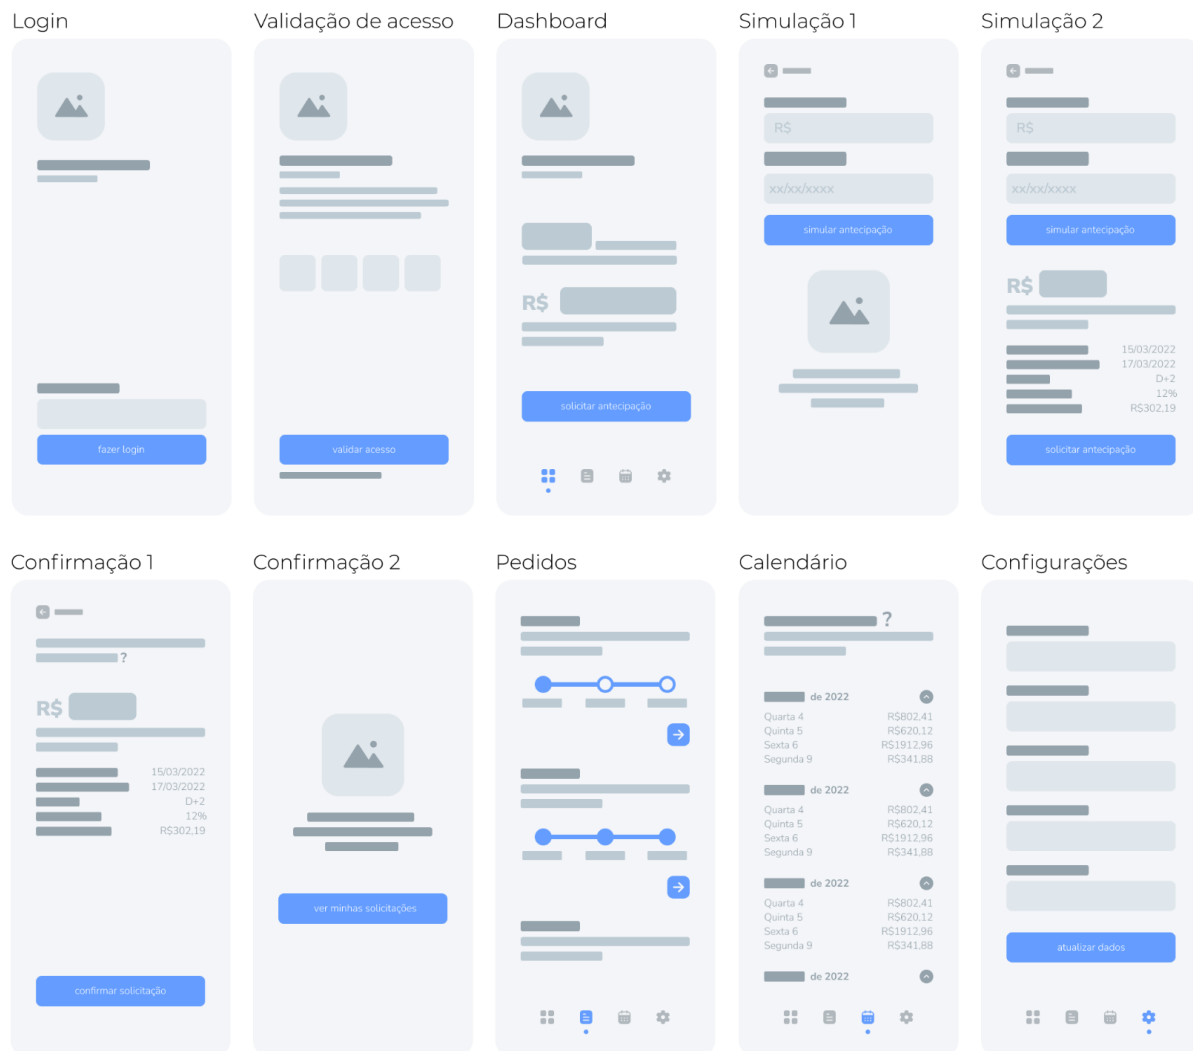 Login
Validação de acesso
Dashboard
Simulação 1
Simulação 2
fazer login
validar acesso
R$
solicitar antecipação
R$
xx/xx/xxxx
simular antecipação
R$
xx/xx/xxxx
simular antecipação
R$
15/03/2022
17/03/2022
D+2
12%
R$302,19
solicitar antecipação
Confirmação 1
Confirmação 2
Pedidos
Calendário
Configurações
?
R$
15/03/2022
17/03/2022
D+2
12%
R$302,19
confirmar solicitação
ver minhas solicitações
?
de 2022
Quarta 4 R$802,41
Quinta 5 R$620,12
Sexta 6 R$1912,96
Segunda 9 R$341,88
de 2022
Quarta 4 R$802,41
Quinta 5 R$620,12
Sexta 6 R$1912,96
Segunda 9 R$341,88
de 2022
Quarta 4 R$802,41
Quinta 5 R$620,12
Sexta 6 R$1912,96
Segunda 9 R$341,88
de 2022
atualizar dados